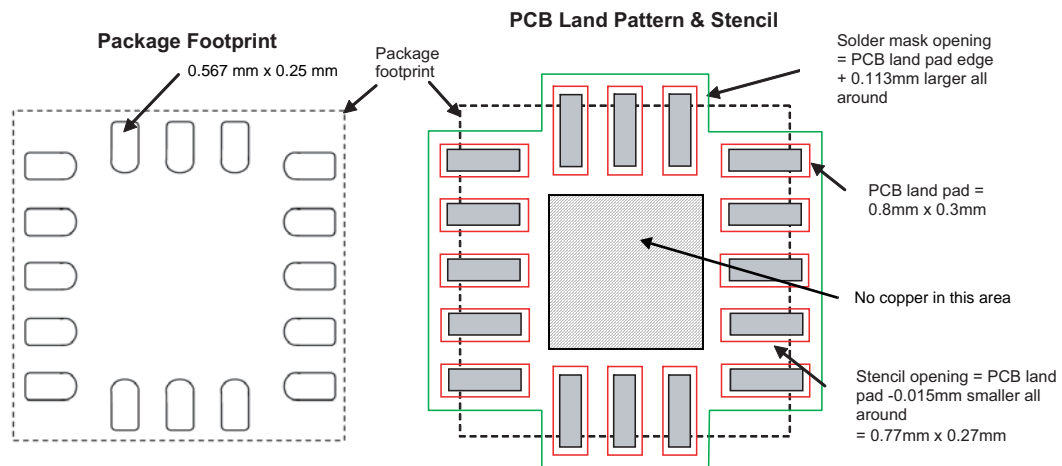 PCB Land Pattern & Stencil
Package Footprint
0.567 mm x 0.25 mm
Package
footprint
Solder mask opening
= PCB land pad edge
+ 0.113mm larger all
around
PCB land pad =
0.8mm x 0.3mm
No copper in this area
Stencil opening = PCB land
pad -0.015mm smaller all
around
= 0.77mm x 0.27mm